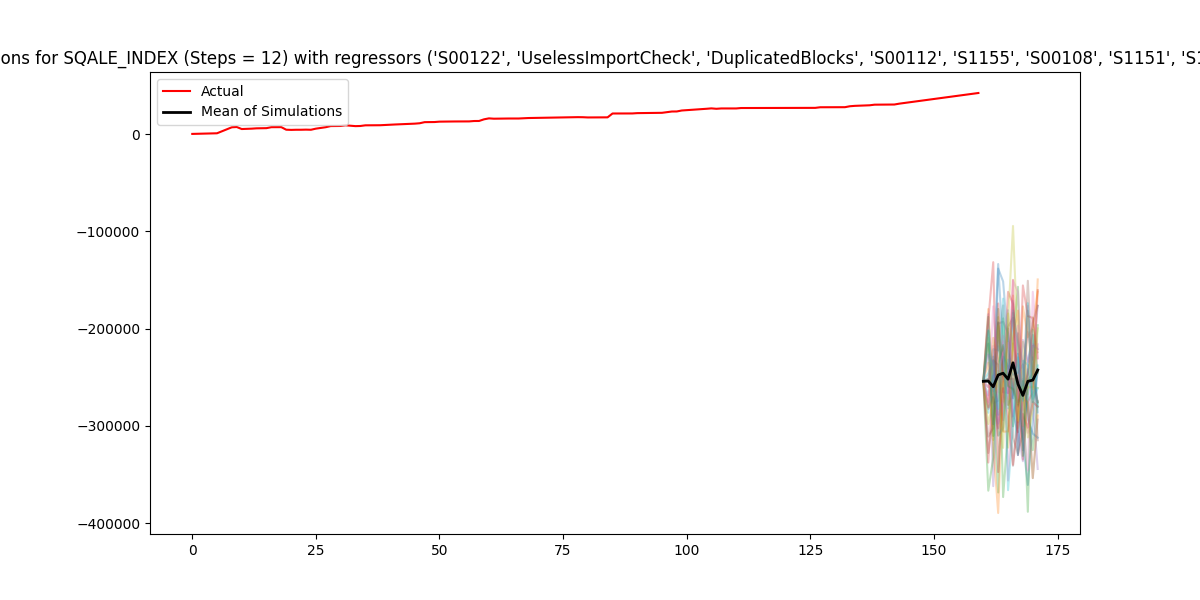 ons for SQALE_INDEX (Steps = 12) with regressors ('S00122', 'UselessImportCheck', 'DuplicatedBlocks', 'S00112', 'S1155', 'S00108', 'S1151', 'S1
Actual
Mean of Simulations
0
−100000
−200000
−300000
−400000
0 25 50 75 100 125 150 175